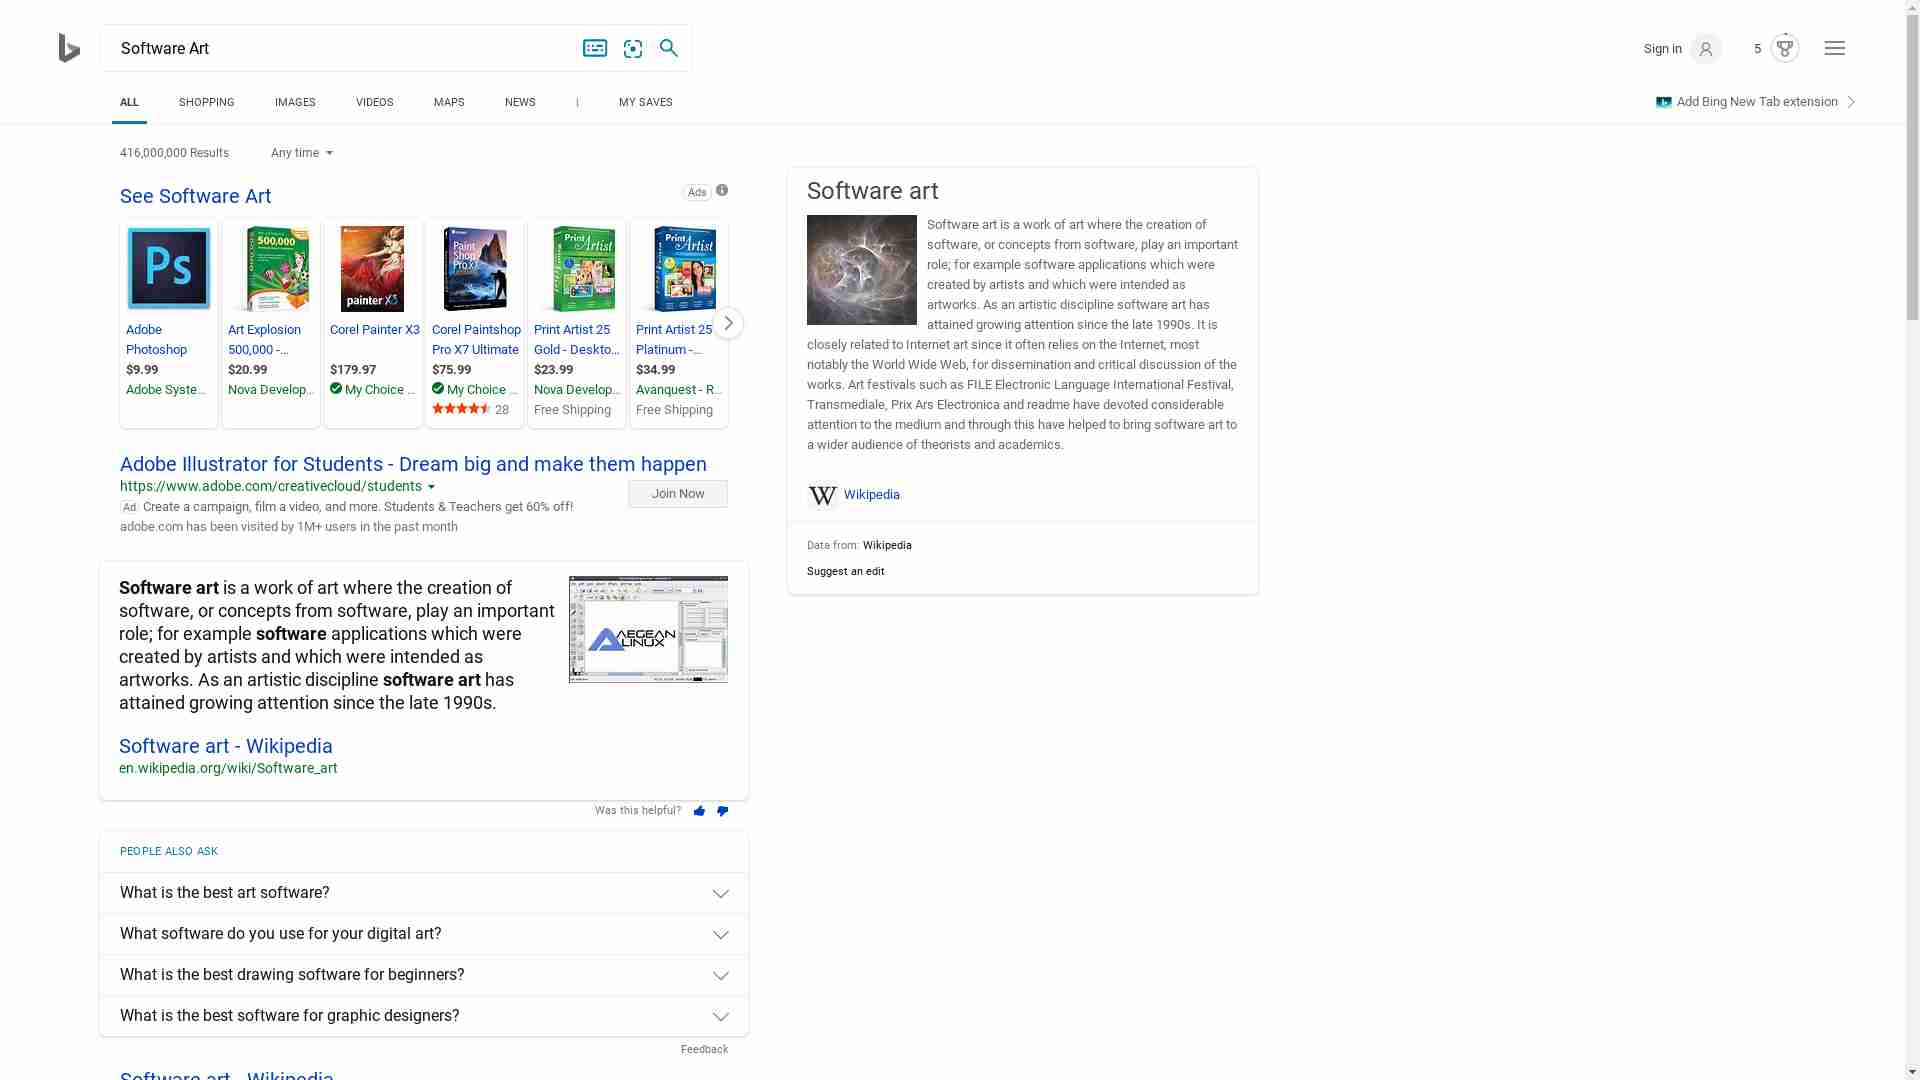 Software Art
Sign in
5
ALL
SHOPPING
IMAGES
VIDEOS
MAPS
NEWS
|
MY SAVES
Add Bing New Tab extension
416,000,000 Results
Any time
See Software Art
Ads
Ps
500,000
painter X3
Paint
Shop
Pro X7
Print
Artist
Print
Artist
Adobe
Photoshop
$9.99
Adobe Syste...
Art Explosion
500,000 -...
$20.99
Nova Develop...
Corel Painter X3
$179.97
My Choice ...
Corel Paintshop
Pro X7 Ultimate
$75.99
My Choice ...
28
Print Artist 25
Gold - Deskto...
$23.99
Nova Develop...
Free Shipping
Print Artist 25
Platinum -...
$34.99
Avanquest - R...
Free Shipping
Adobe Illustrator for Students - Dream big and make them happen
https://www.adobe.com/creativecloud/students
Ad Create a campaign, film a video, and more. Students & Teachers get 60% off!
adobe.com has been visited by 1M+ users in the past month
Join Now
Software art is a work of art where the creation of
software, or concepts from software, play an important
role; for example software applications which were
created by artists and which were intended as
artworks. As an artistic discipline software art has
attained growing attention since the late 1990s.
AEGEAN
LINUX
Software art - Wikipedia
en.wikipedia.org/wiki/Software_art
Was this helpful?
PEOPLE ALSO ASK
What is the best art software?
What software do you use for your digital art?
What is the best drawing software for beginners?
What is the best software for graphic designers?
Feedback
Software art - Wikipedia
Software art
Software art is a work of art where the creation of
software, or concepts from software, play an important
role; for example software applications which were
created by artists and which were intended as
artworks. As an artistic discipline software art has
attained growing attention since the late 1990s. It is
closely related to Internet art since it often relies on the Internet, most
notably the World Wide Web, for dissemination and critical discussion of the
works. Art festivals such as FILE Electronic Language International Festival,
Transmediale, Prix Ars Electronica and readme have devoted considerable
attention to the medium and through this have helped to bring software art to
a wider audience of theorists and academics.
W Wikipedia
Data from: Wikipedia
Suggest an edit